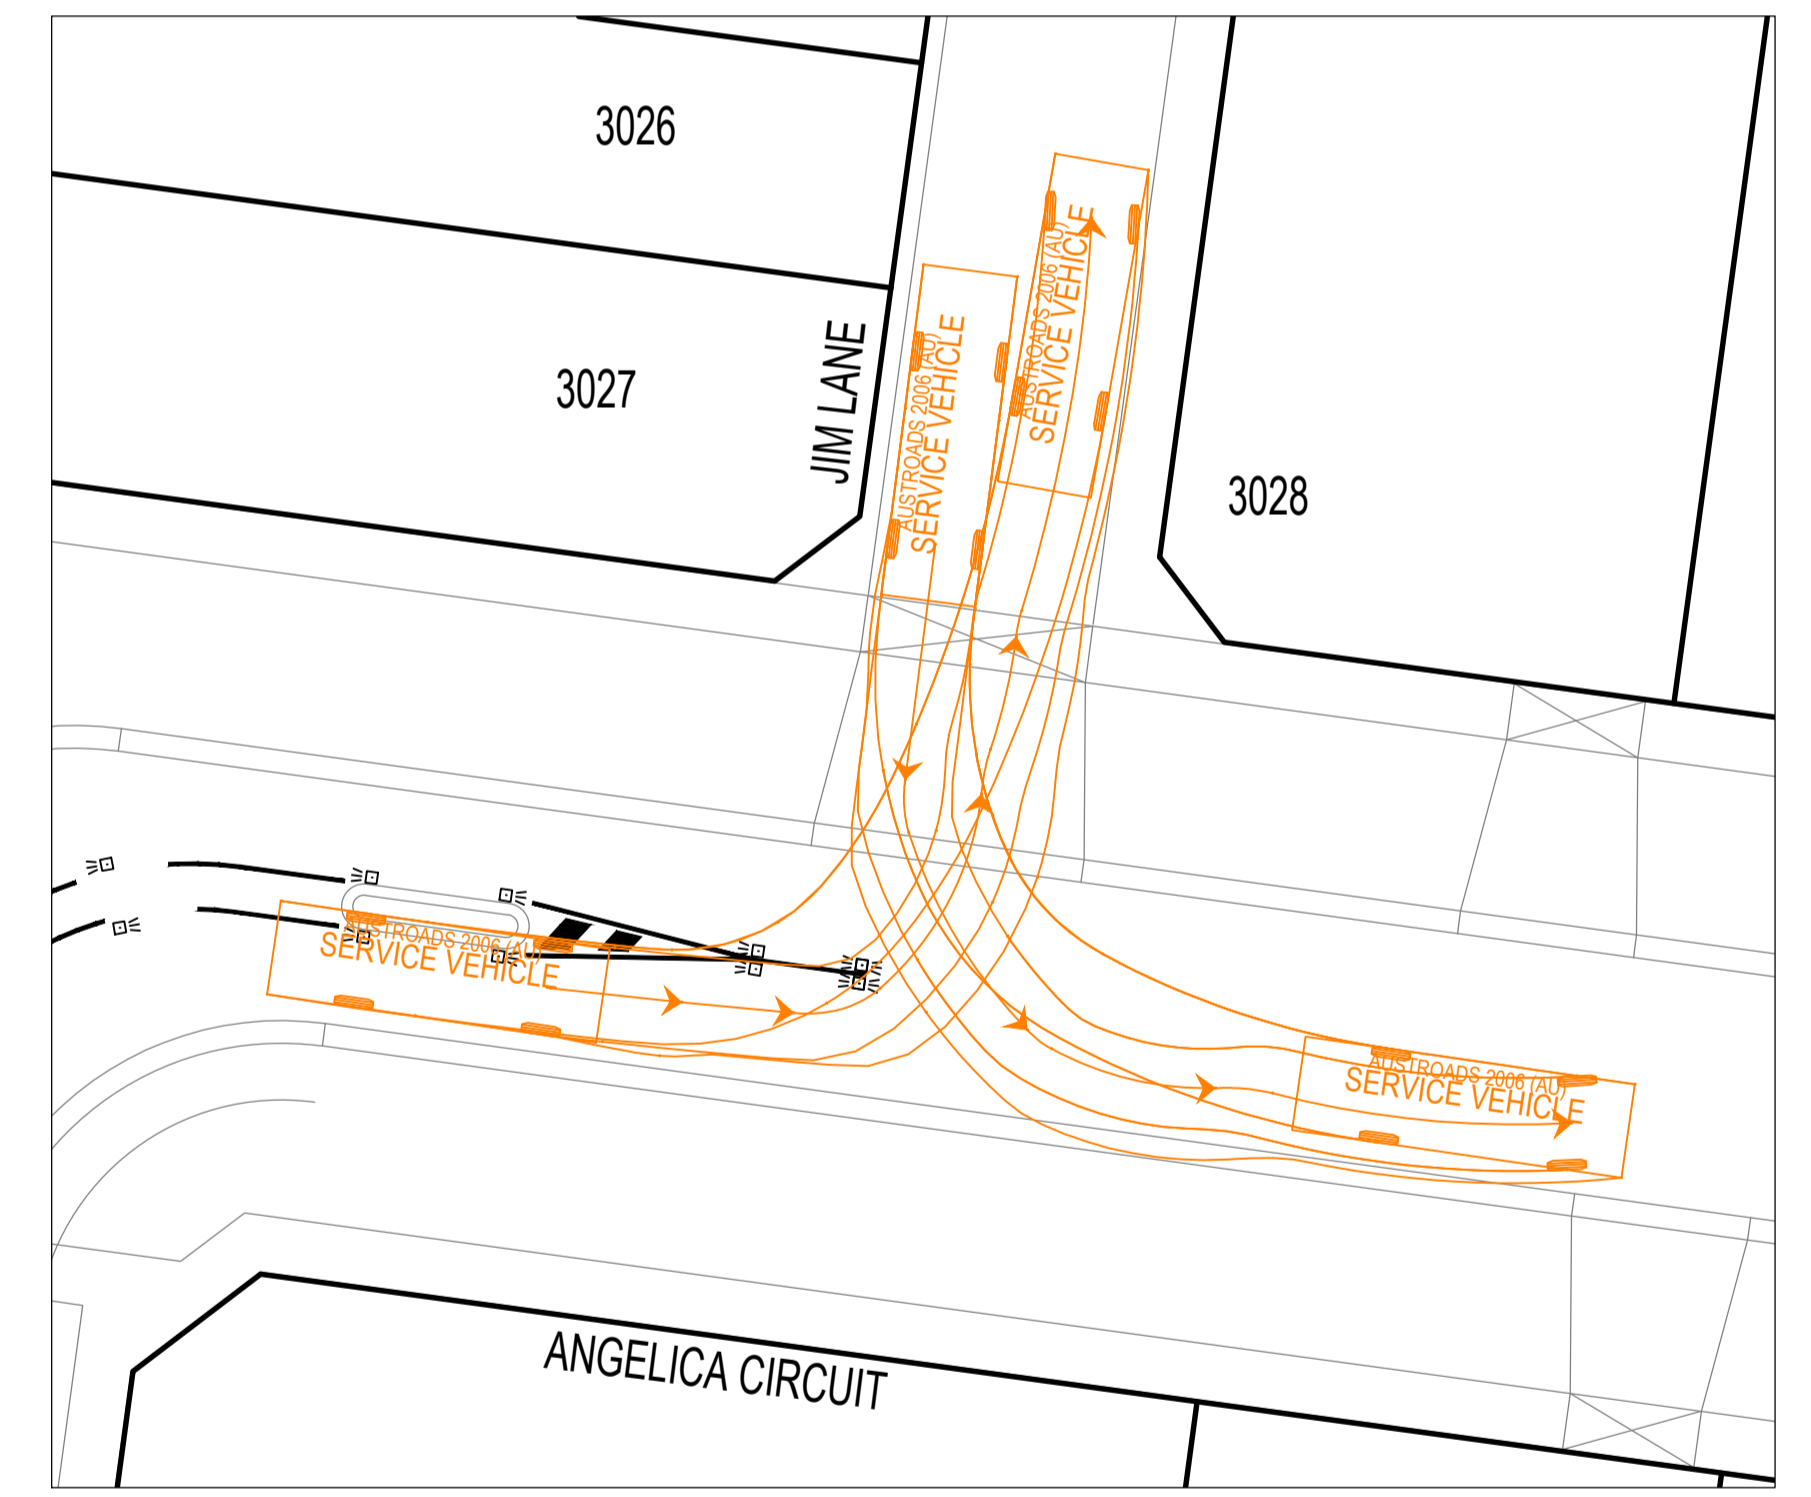 3026
3027
JIM LANE
AUSTROADS 2006 (AU)
SERVICE VEHICLE
AUSTROADS 2006 (AU)
SERVICE VEHICLE
3028
AUSTROADS 2006 (AU)
SERVICE VEHICLE
AUSTROADS 2006 (AU)
SERVICE VEHICLE
ANGELICA CIRCUIT